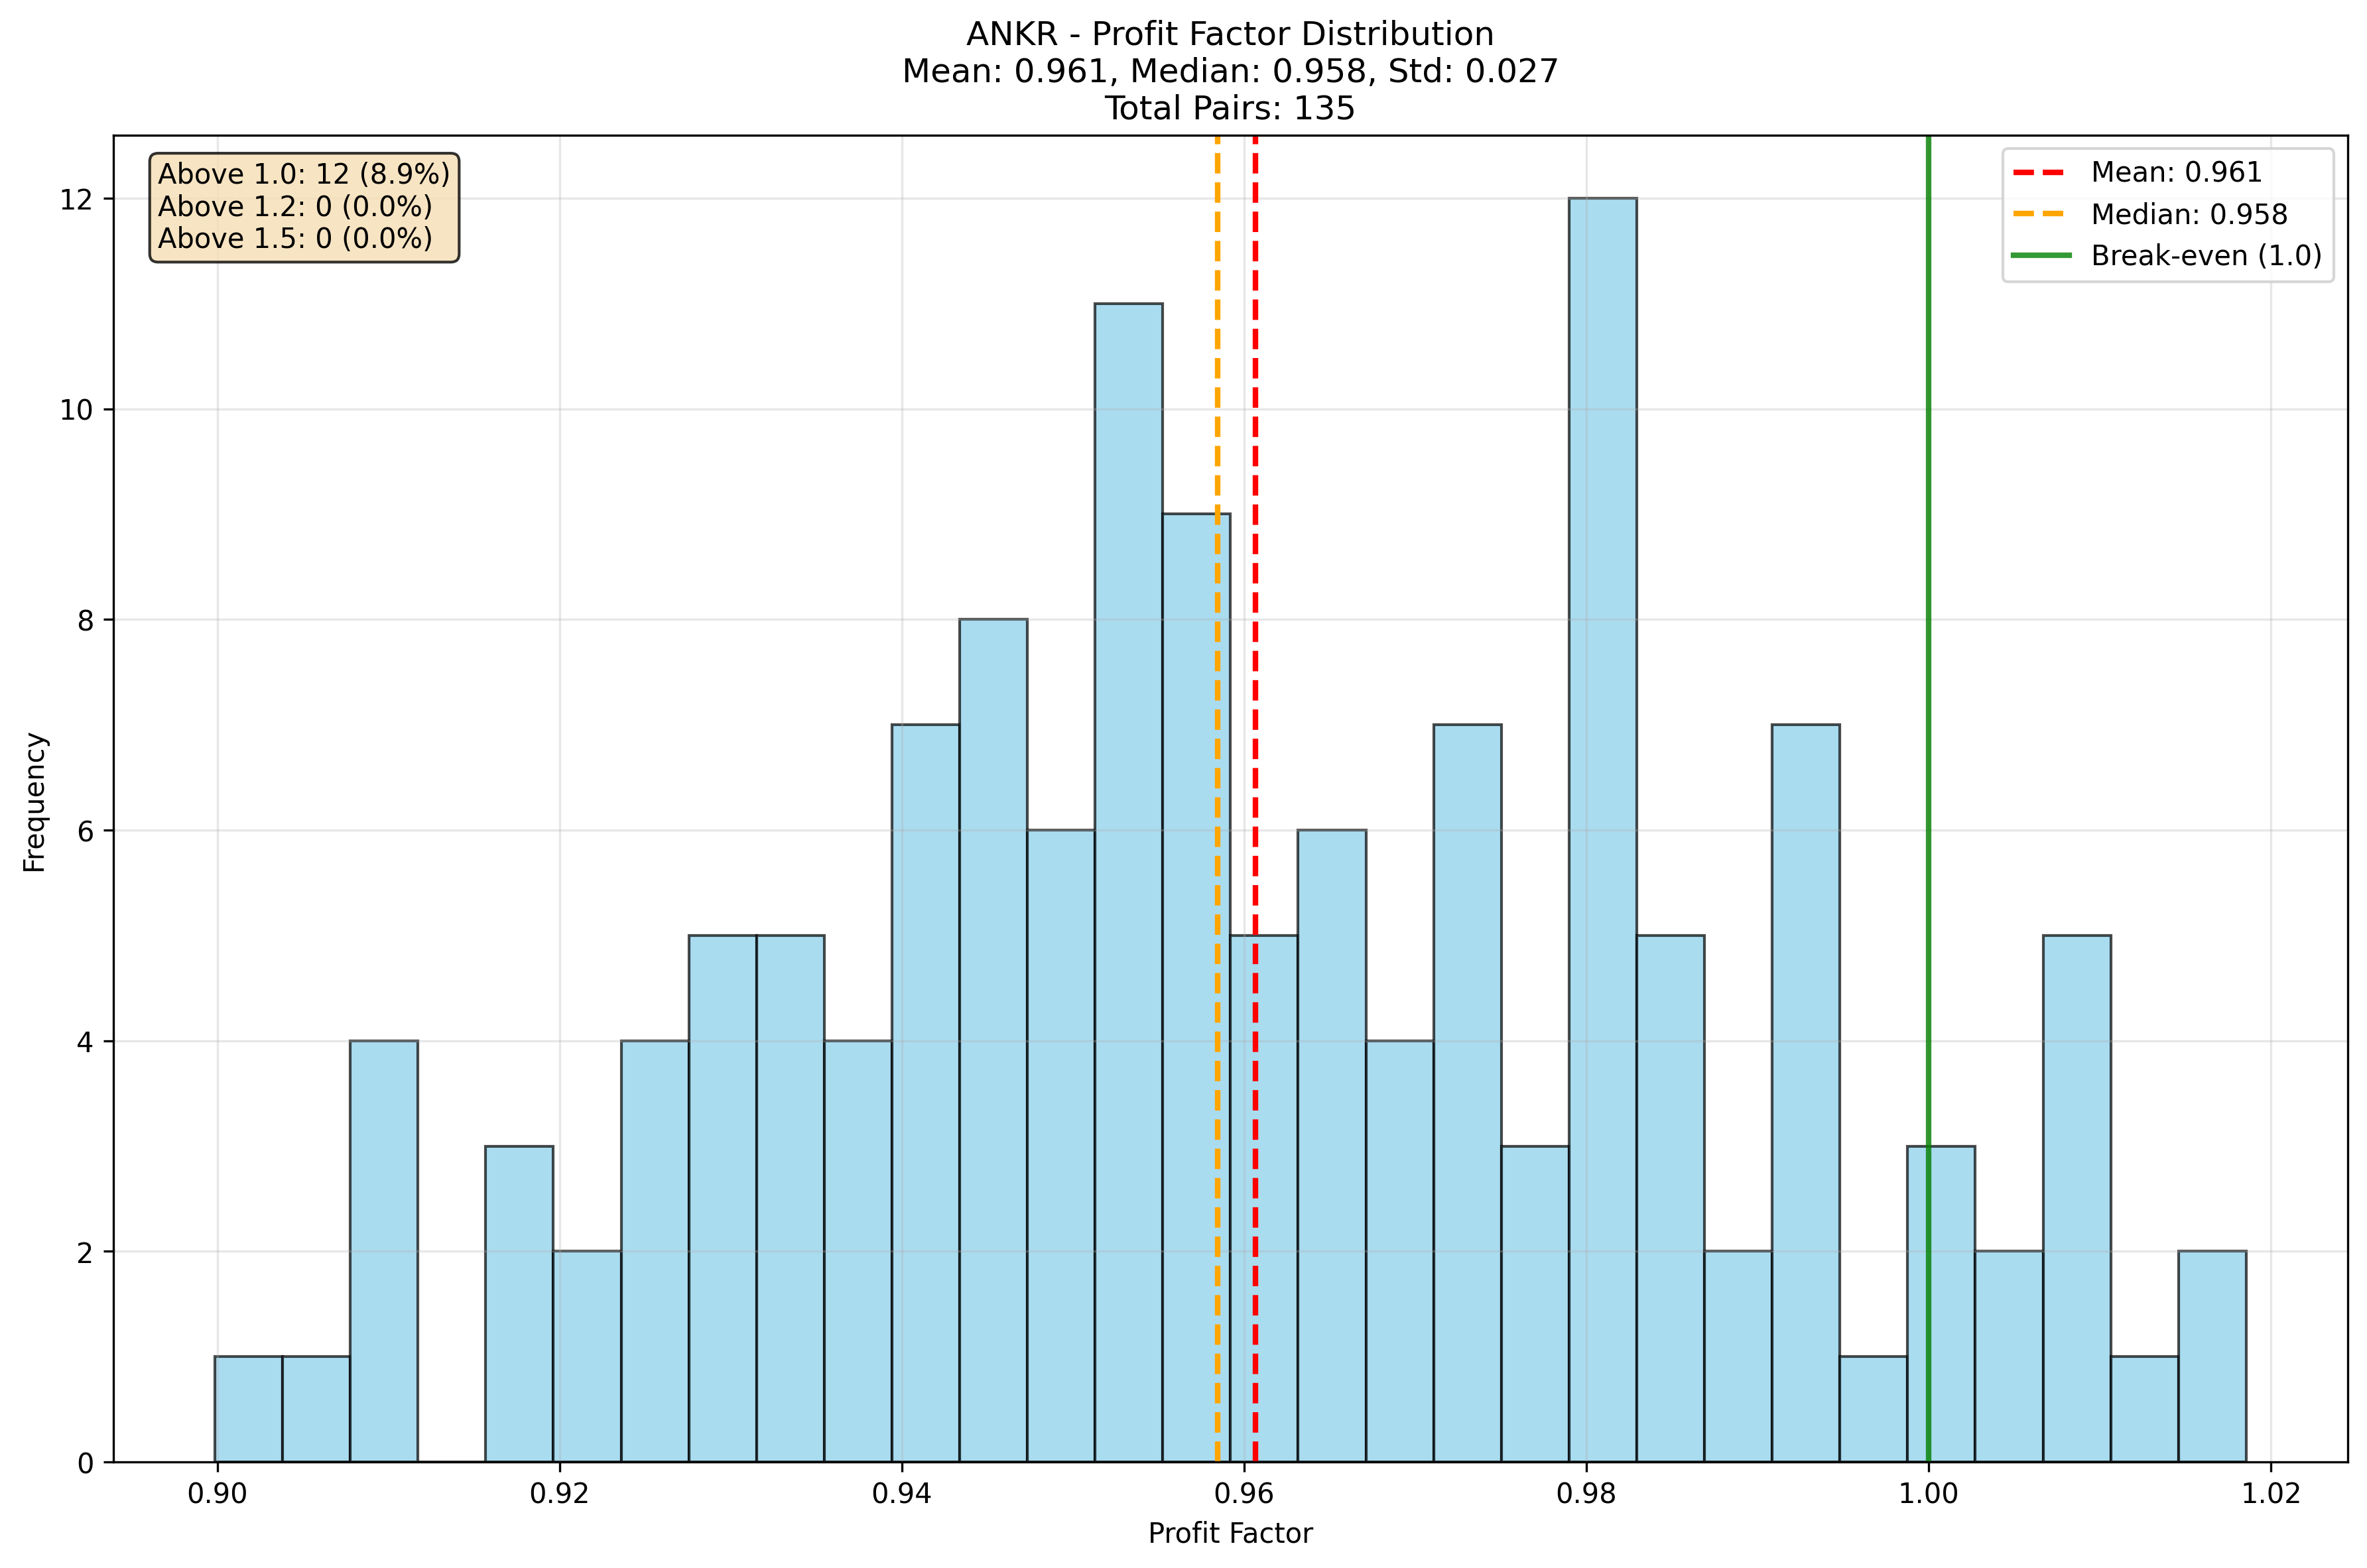 ANKR - Profit Factor Distribution
Mean: 0.961, Median: 0.958, Std: 0.027
Total Pairs: 135
Above 1.0: 12 (8.9%)
Above 1.2: 0 (0.0%)
Above 1.5: 0 (0.0%)
Mean: 0.961
Median: 0.958
Break-even (1.0)
Frequency
12
10
8
6
4
2
0
0.90 0.92 0.94 0.96 0.98 1.00 1.02
Profit Factor